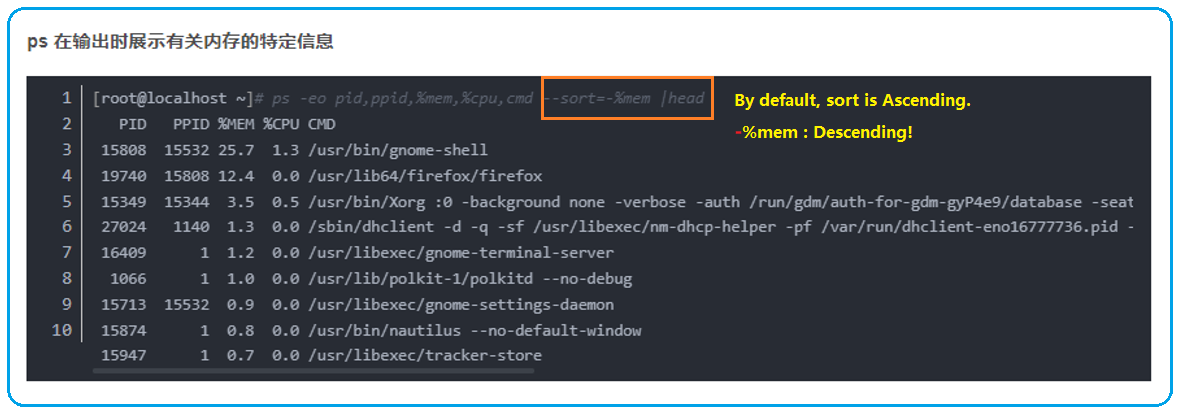 ps 在输出时展示有关内存的特定信息
1 [root@localhost ~]# ps -eo pid,ppid,%mem,%cpu,cmd --sort=-%mem |head
By default, sort is Ascending.
2 PID PPID %MEM %CPU CMD
-%mem : Descending!
3 15808 15532 25.7 1.3 /usr/bin/gnome-shell
4 19740 15808 12.4 0.0 /usr/lib64/firefox/firefox
5 15349 15344 3.5 0.5 /usr/bin/Xorg :0 -background none -verbose -auth /run/gdm/auth-for-gdm-gyP4e9/database -seat
6 27024 1140 1.3 0.0 /sbin/dhclient -d -q -sf /usr/libexec/nm-dhcp-helper -pf /var/run/dhclient-eno16777736.pid -
7 16409 1 1.2 0.0 /usr/libexec/gnome-terminal-server
8 1066 1 1.0 0.0 /usr/lib/polkit-1/polkitd --no-debug
9 15713 15532 0.9 0.0 /usr/libexec/gnome-settings-daemon
10 15874 1 0.8 0.0 /usr/bin/nautilus --no-default-window
15947 1 0.7 0.0 /usr/libexec/tracker-store